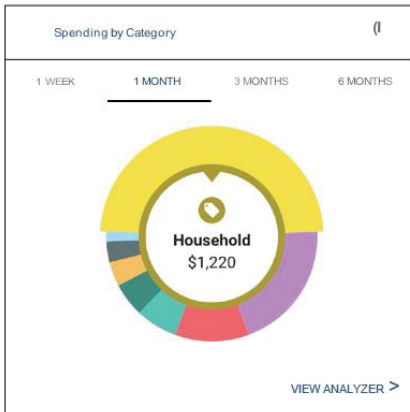 Spending by Category
1 WEEK 1 MONTH 3 MONTHS 6 MONTHS
Household
$1,220
VIEW ANALYZER >